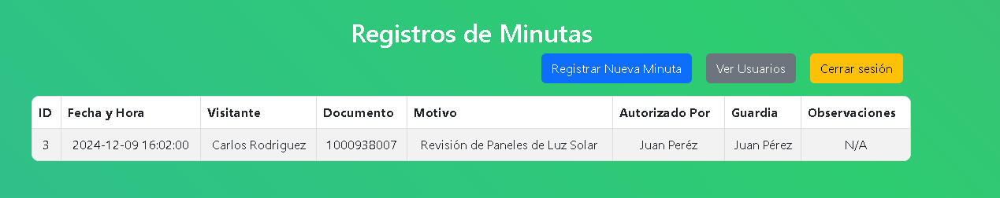 Registros de Minutas
Registrar Nueva Minuta Ver Usuarios Cerrar sesión
ID Fecha y Hora Visitante Documento Motivo Autorizado Por Guardia Observaciones
3 2024-12-09 16:02:00 Carlos Rodriguez 1000938007 Revisión de Paneles de Luz Solar Juan Peréz Juan Pérez N/A